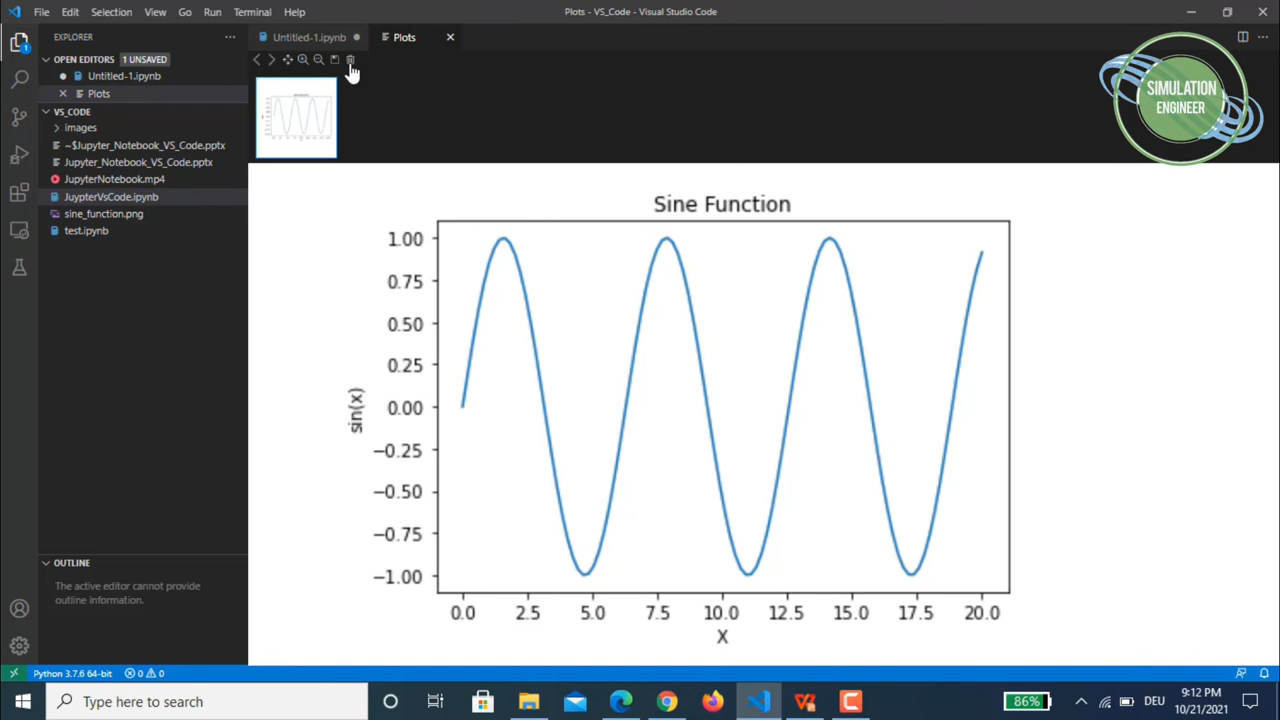 File Edit Selection View Go Run Terminal Help
Plots - VS_Code - Visual Studio Code
EXPLORER
OPEN EDITORS 1 UNSAVED
Untitled-1.ipynb
Plots
VS_CODE
images
~$Jupyter_Notebook_VS_Code.pptx
Jupyter_Notebook_VS_Code.pptx
JupyterNotebook.mp4
JuypterVsCode.ipynb
sine_function.png
test.ipynb
OUTLINE
The active editor cannot provide
outline information.
Untitled-1.ipynb
Plots
SIMULATION
ENGINEER
Sine Function
1.00
0.75
0.50
0.25
0.00
−0.25
−0.50
−0.75
−1.00
sin(x)
0.0 2.5 5.0 7.5 10.0 12.5 15.0 17.5 20.0
X
Python 3.7.6 64-bit 0 0
Type here to search
86%
DEU
9:12 PM
10/21/2021